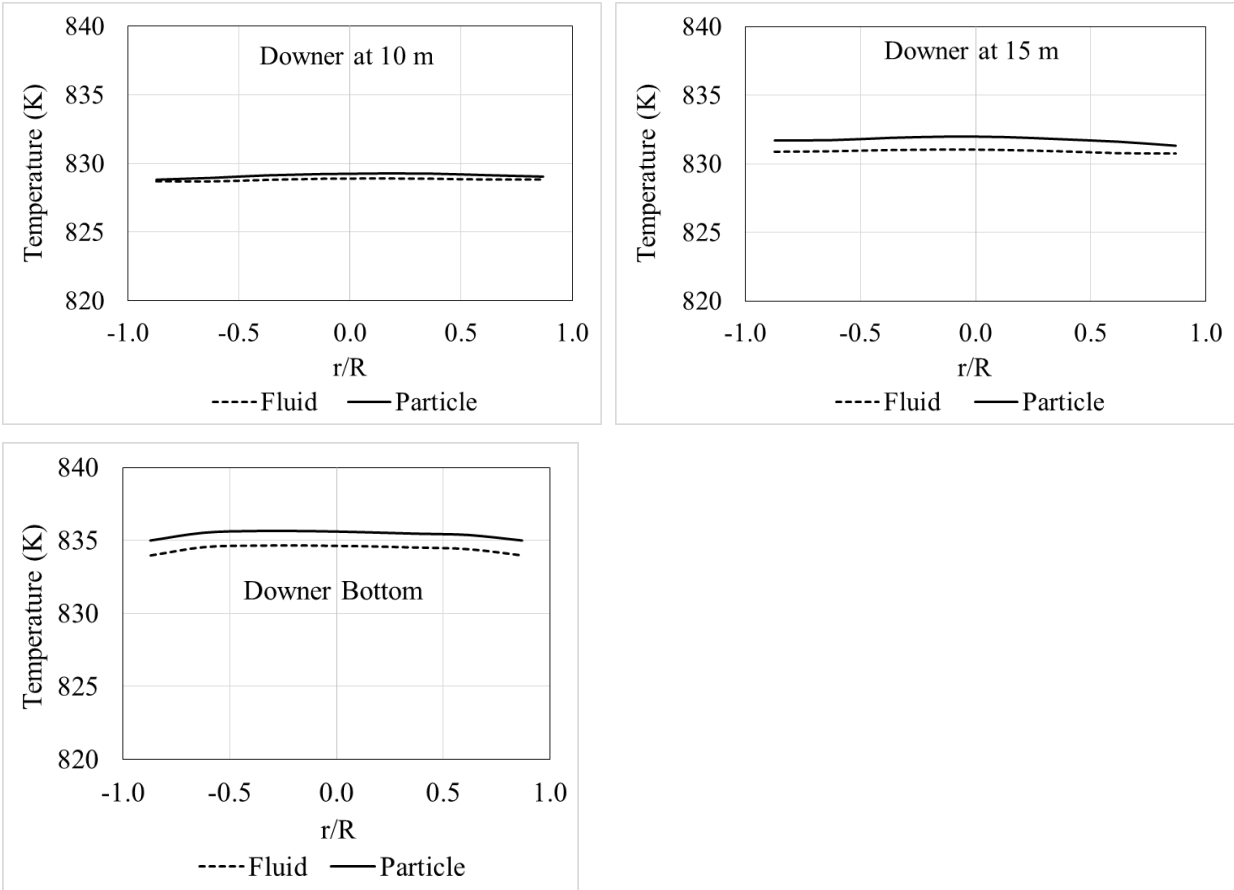 Downer at 10 m
Temperature (K)
840
835
830
825
820
-1.0 -0.5 0.0 0.5 1.0
r/R
Fluid Particle
Downer at 15 m
Temperature (K)
840
835
830
825
820
-1.0 -0.5 0.0 0.5 1.0
r/R
Fluid Particle
Downer Bottom
Temperature (K)
840
835
830
825
820
-1.0 -0.5 0.0 0.5 1.0
r/R
Fluid Particle